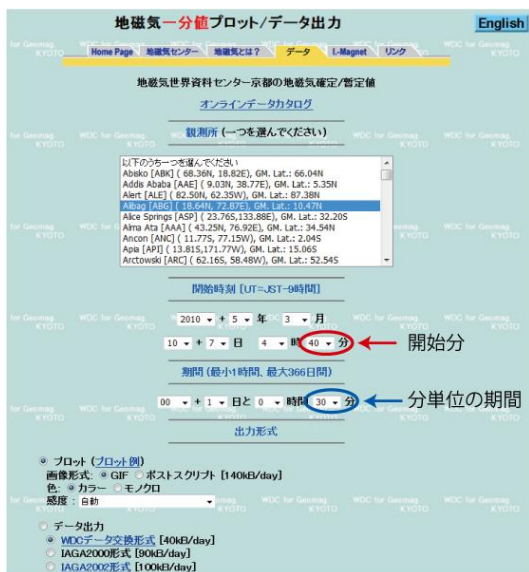 地磁気一分値プロット/データ出力
English
Home Page 地磁気センター 地磁気とは? データ L-Magnet リンク
地磁気世界資料センター京都の地磁気確定/暫定値
オンラインデータカタログ
観測所 (一つを選んでください)
以下のうち一つを選んでください
Abisko [ABK] ( 68.36N, 18.82E), GM. Lat.: 66.04N
Addis Ababa [AAE] ( 9.03N, 38.77E), GM. Lat.: 5.35N
Alert [ALE] ( 82.50N, 62.35W), GM. Lat.: 87.38N
Alibag [ABG] ( 18.64N, 72.87E), GM. Lat.: 10.47N
Alice Springs [ASP] ( 23.76S,133.88E), GM. Lat.: 32.20S
Alma Ata [AAA] ( 43.25N, 76.92E), GM. Lat.: 34.54N
Ancon [ANC] ( 11.77S, 77.15W), GM. Lat.: 2.04S
Apia [API] ( 13.81S,171.77W), GM. Lat.: 15.06S
Arctowski [ARC] ( 62.16S, 58.48W), GM. Lat.: 52.54S
開始時刻 [UT=JST-9時間]
2010 + 5 年 3 月
10 + 7 日 4 時 40 分
開始分
期間 (最小1時間、最大366日間)
00 + 1 日と 0 時間 30 分
分単位の期間
出力形式
プロット (プロット例)
画像形式: GIF ポストスクリプト [140kB/day]
色: カラー モノクロ
感度 : 自動
データ出力
WDCデータ交換形式 [40kB/day]
IAGA2000形式 [90kB/day]
IAGA2002形式 [100kB/day]